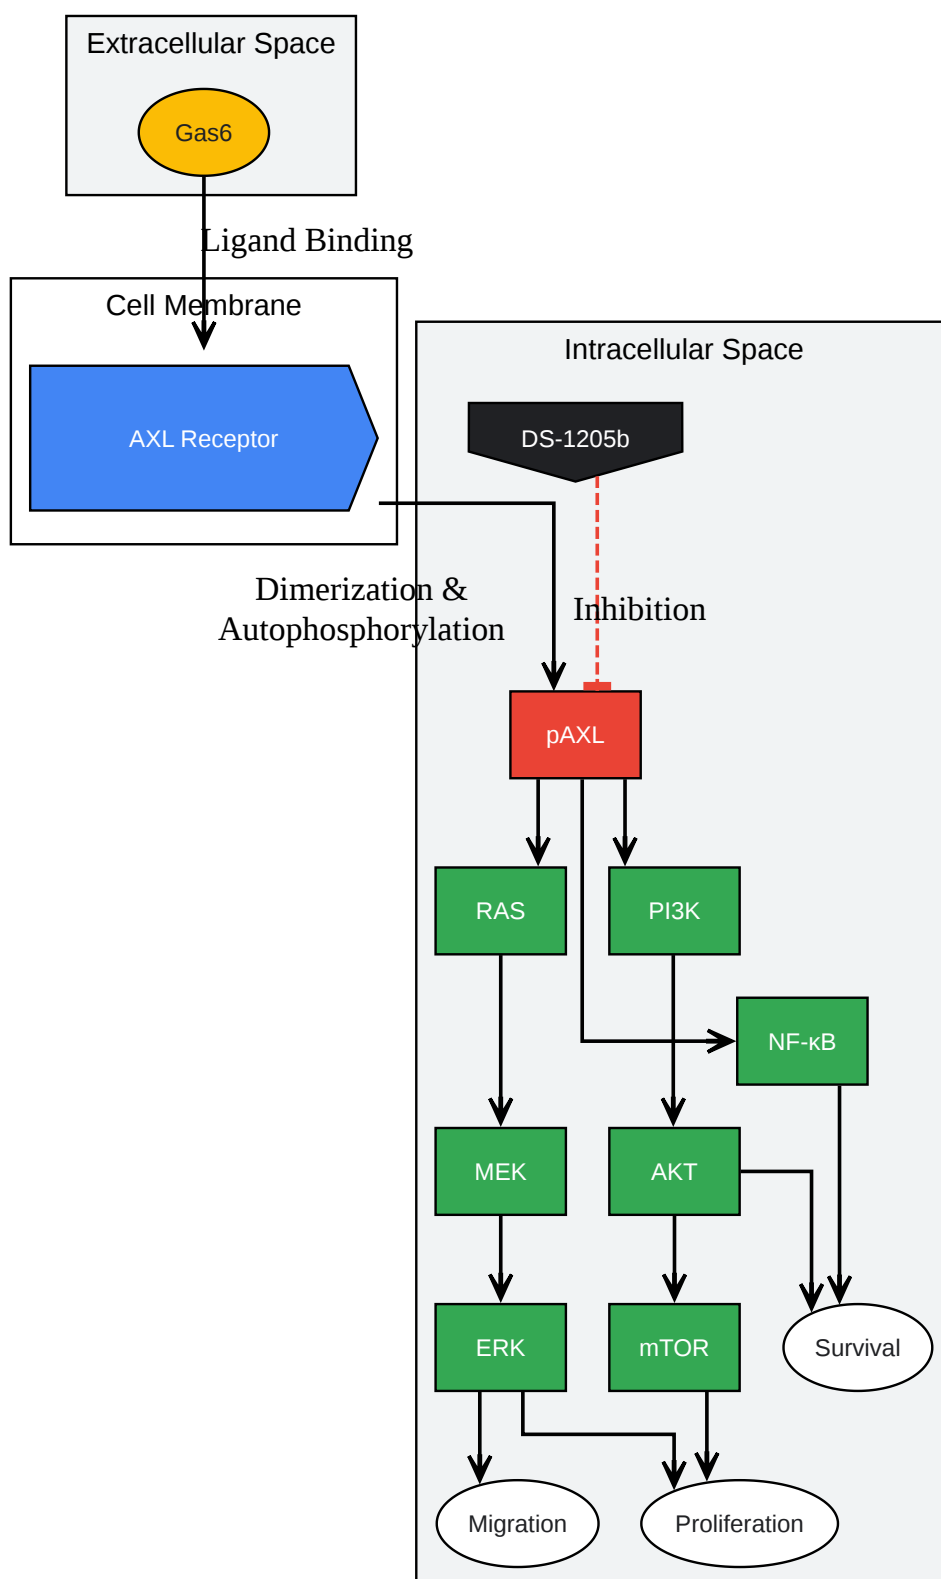 Extracellular Space
Gas6
Ligand Binding
Cell Membrane
AXL Receptor
Intracellular Space
DS-1205b
Dimerization &
Autophosphorylation
Inhibition
pAXL
RAS
PI3K
NF-κB
MEK
AKT
ERK
mTOR
Survival
Migration
Proliferation